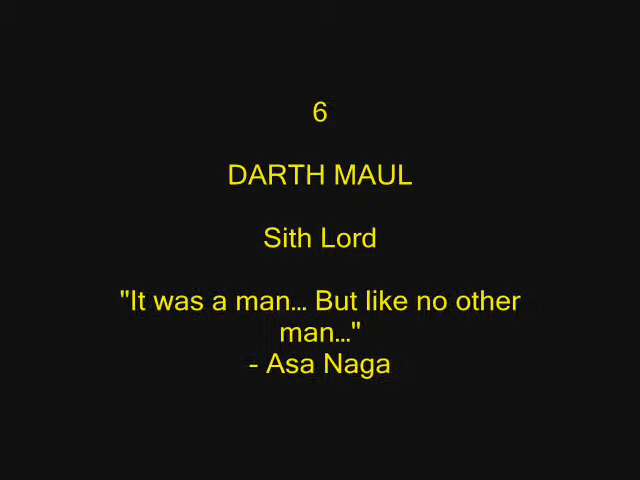 6
DARTH MAUL
Sith Lord
"It was a man… But like no other
man…"
- Asa Naga